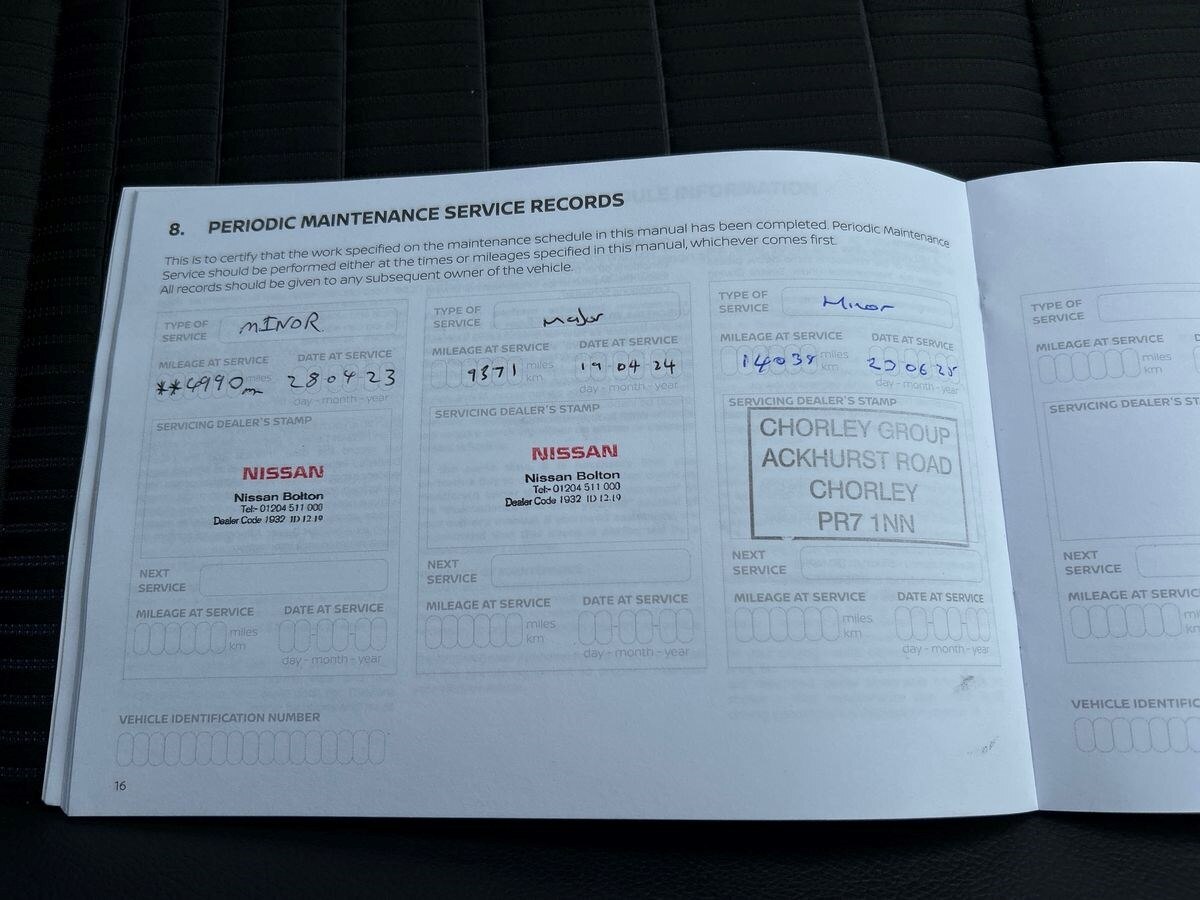 8. PERIODIC MAINTENANCE SERVICE RECORDS
This is to certify that the work specified on the maintenance schedule in this manual has been completed. Periodic Maintenance
Service should be performed either at the times or mileages specified in this manual, whichever comes first.
All records should be given to any subsequent owner of the vehicle.
TYPE OF
SERVICE
MINOR
MILEAGE AT SERVICE
DATE AT SERVICE
**4990 miles
28 04 23
day - month - year
SERVICING DEALER'S STAMP
NISSAN
Nissan Bolton
Tel:- 01204 511 000
Dealer Code 1932 ID 12.19
NEXT
SERVICE
MILEAGE AT SERVICE
DATE AT SERVICE
miles
km
day - month - year
TYPE OF
SERVICE
Major
MILEAGE AT SERVICE
DATE AT SERVICE
9371 miles
km
19 04 24
day - month - year
SERVICING DEALER'S STAMP
NISSAN
Nissan Bolton
Tel:- 01204 511 000
Dealer Code 1932 ID 12.19
NEXT
SERVICE
MILEAGE AT SERVICE
DATE AT SERVICE
miles
km
day - month - year
TYPE OF
SERVICE
Minor
MILEAGE AT SERVICE
DATE AT SERVICE
14038 miles
km
06 25
day - month - year
SERVICING DEALER'S STAMP
CHORLEY GROUP
ACKHURST ROAD
CHORLEY
PR7 1NN
NEXT
SERVICE
MILEAGE AT SERVICE
DATE AT SERVICE
miles
km
day - month - year
VEHICLE IDENTIFICATION NUMBER
16
TYPE OF
SERVICE
MILEAGE AT SERVICE
miles
km
SERVICING DEALER'S ST
NEXT
SERVICE
MILEAGE AT SERVIC
km
VEHICLE IDENTIFIC